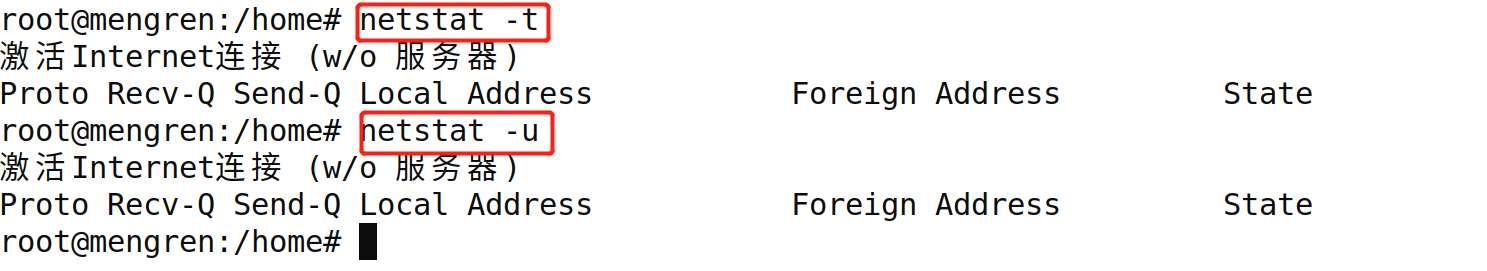 root@mengren:/home# netstat -t
激活Internet连接 (w/o 服务器)
Proto Recv-Q Send-Q Local Address           Foreign Address         State
root@mengren:/home# netstat -u
激活Internet连接 (w/o 服务器)
Proto Recv-Q Send-Q Local Address           Foreign Address         State
root@mengren:/home#